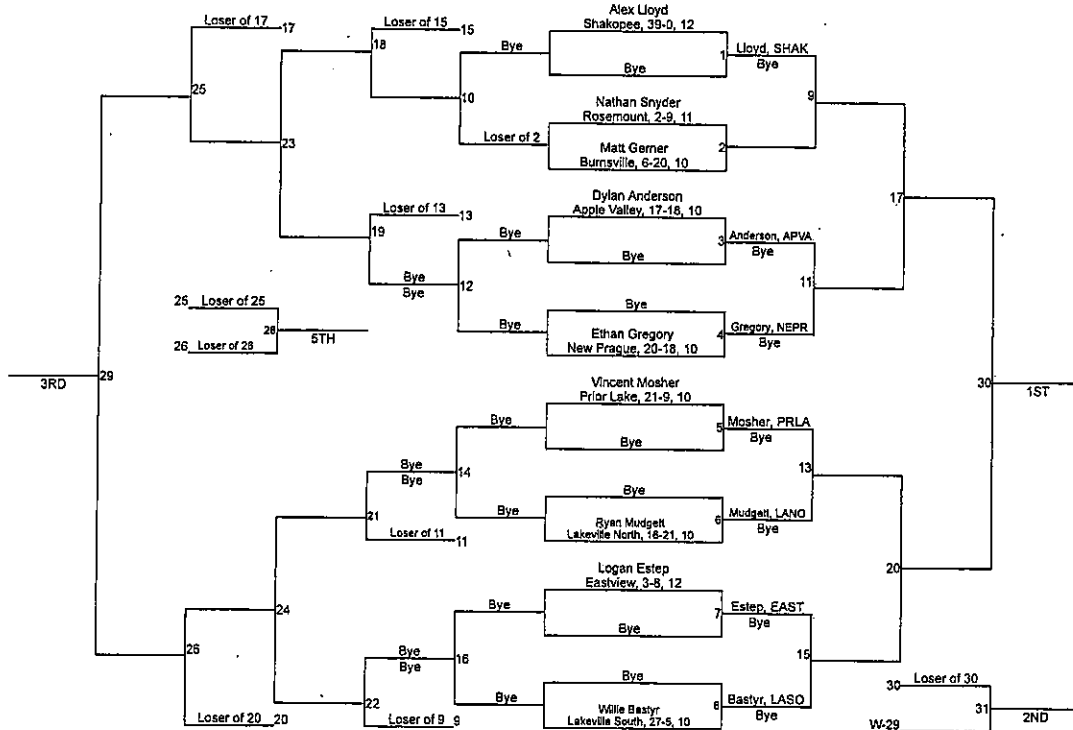 Loser of 17
17
25
18
Loser of 15
15
23
Bye
10
Loser of 2
Alex Lloyd
Shakopee, 39-0, 12
Bye
1
Lloyd, SHAK
Bye
9
Nathan Snyder
Rosemount, 2-9, 11
Matt Gerner
Burnsville, 6-20, 10
2
17
Loser of 13
13
19
Bye
Bye
Bye
12
Bye
Dylan Anderson
Apple Valley, 17-18, 10
Bye
3
Anderson, APVA
Bye
11
Bye
Ethan Gregory
New Prague, 20-18, 10
4
Gregory, NEPR
Bye
25
Loser of 25
28
5TH
26
Loser of 26
3RD
29
30
1ST
Vincent Mosher
Prior Lake, 21-9, 10
Bye
5
Mosher, PRLA
Bye
13
Bye
Bye
Bye
14
Bye
Bye
Ryan Mudgett
Lakeville North, 16-21, 10
6
Mudgett, LANO
Bye
21
Loser of 11
11
20
24
Logan Estep
Eastview, 3-8, 12
Bye
7
Estep, EAST
Bye
15
Bye
Bye
Bye
16
Bye
Bye
Willie Bastyr
Lakeville South, 27-5, 10
8
Bastyr, LASO
Bye
26
22
Loser of 20
20
Loser of 9
9
30
Loser of 30
31
2ND
W-29